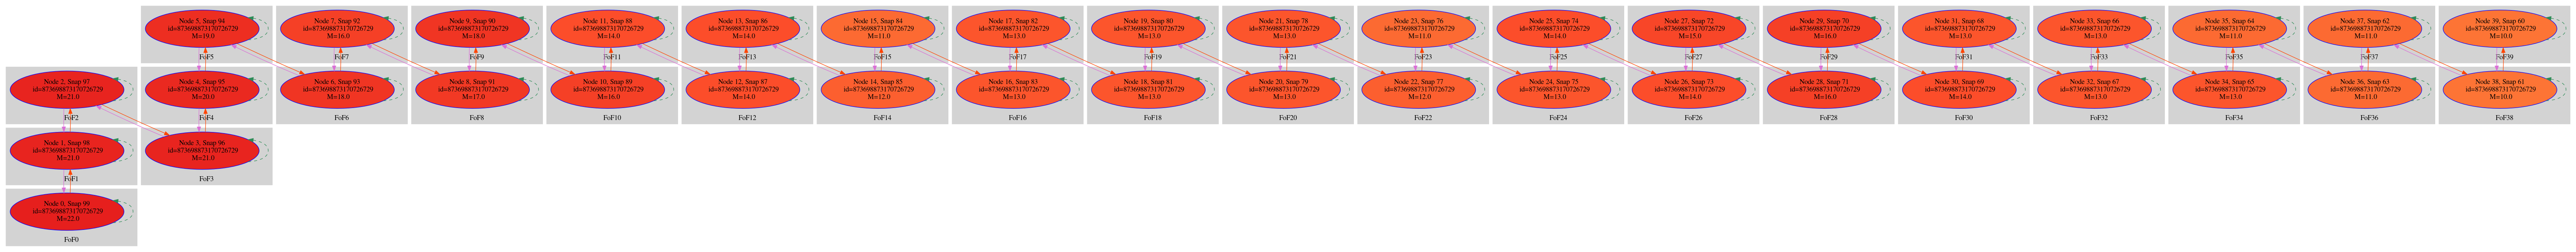 Node 5, Snap 94
id=873698873170726729
M=19.0
FoF5
Node 7, Snap 92
id=873698873170726729
M=16.0
FoF7
Node 9, Snap 90
id=873698873170726729
M=18.0
FoF9
Node 11, Snap 88
id=873698873170726729
M=14.0
FoF11
Node 13, Snap 86
id=873698873170726729
M=14.0
FoF13
Node 15, Snap 84
id=873698873170726729
M=11.0
FoF15
Node 17, Snap 82
id=873698873170726729
M=13.0
FoF17
Node 19, Snap 80
id=873698873170726729
M=13.0
FoF19
Node 21, Snap 78
id=873698873170726729
M=13.0
FoF21
Node 23, Snap 76
id=873698873170726729
M=11.0
FoF23
Node 25, Snap 74
id=873698873170726729
M=14.0
FoF25
Node 27, Snap 72
id=873698873170726729
M=15.0
FoF27
Node 29, Snap 70
id=873698873170726729
M=16.0
FoF29
Node 31, Snap 68
id=873698873170726729
M=13.0
FoF31
Node 33, Snap 66
id=873698873170726729
M=13.0
FoF33
Node 35, Snap 64
id=873698873170726729
M=11.0
FoF35
Node 37, Snap 62
id=873698873170726729
M=11.0
FoF37
Node 39, Snap 60
id=873698873170726729
M=10.0
FoF39
Node 2, Snap 97
id=873698873170726729
M=21.0
FoF2
Node 4, Snap 95
id=873698873170726729
M=20.0
FoF4
Node 6, Snap 93
id=873698873170726729
M=18.0
FoF6
Node 8, Snap 91
id=873698873170726729
M=17.0
FoF8
Node 10, Snap 89
id=873698873170726729
M=16.0
FoF10
Node 12, Snap 87
id=873698873170726729
M=14.0
FoF12
Node 14, Snap 85
id=873698873170726729
M=12.0
FoF14
Node 16, Snap 83
id=873698873170726729
M=13.0
FoF16
Node 18, Snap 81
id=873698873170726729
M=13.0
FoF18
Node 20, Snap 79
id=873698873170726729
M=13.0
FoF20
Node 22, Snap 77
id=873698873170726729
M=12.0
FoF22
Node 24, Snap 75
id=873698873170726729
M=13.0
FoF24
Node 26, Snap 73
id=873698873170726729
M=14.0
FoF26
Node 28, Snap 71
id=873698873170726729
M=16.0
FoF28
Node 30, Snap 69
id=873698873170726729
M=14.0
FoF30
Node 32, Snap 67
id=873698873170726729
M=13.0
FoF32
Node 34, Snap 65
id=873698873170726729
M=13.0
FoF34
Node 36, Snap 63
id=873698873170726729
M=11.0
FoF36
Node 38, Snap 61
id=873698873170726729
M=10.0
FoF38
Node 1, Snap 98
id=873698873170726729
M=21.0
FoF1
Node 3, Snap 96
id=873698873170726729
M=21.0
FoF3
Node 0, Snap 99
id=873698873170726729
M=22.0
FoF0